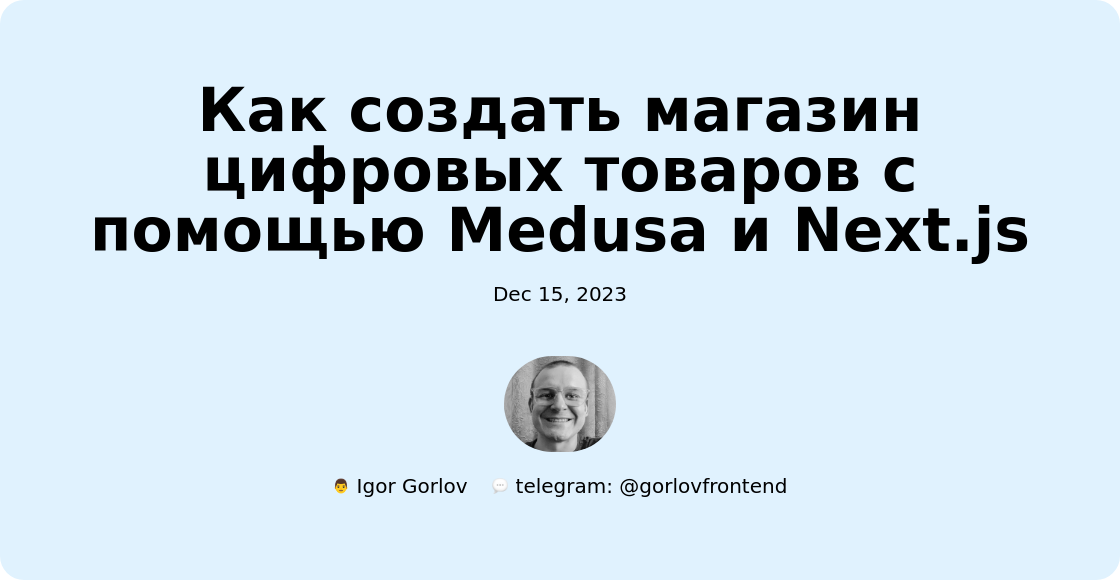 Как создать магазин
цифровых товаров с
помощью Medusa и Next.js
Dec 15, 2023
Igor Gorlov telegram: @gorlovfrontend